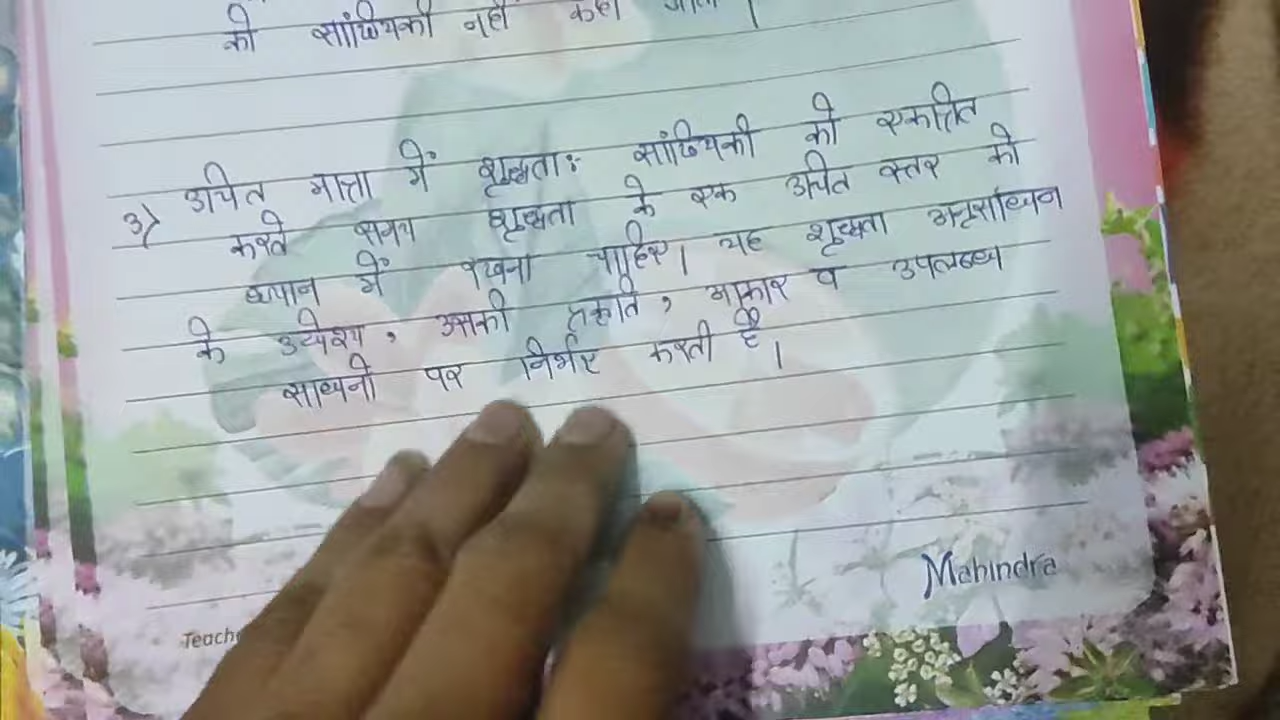 को सांख्यिकी नहीं कहा जाता।
3) उचित मात्रा में शुद्धता: सांख्यिकी को एकत्रित
करते समय शुद्धता के एक उचित स्तर को
ध्यान में रखना चाहिए। यह शुद्धता अनुसंधान
के उद्देश्य, उसकी प्रकृति, आकार व उपलब्ध
साधनों पर निर्भर करती है।
Mahindra
Teache